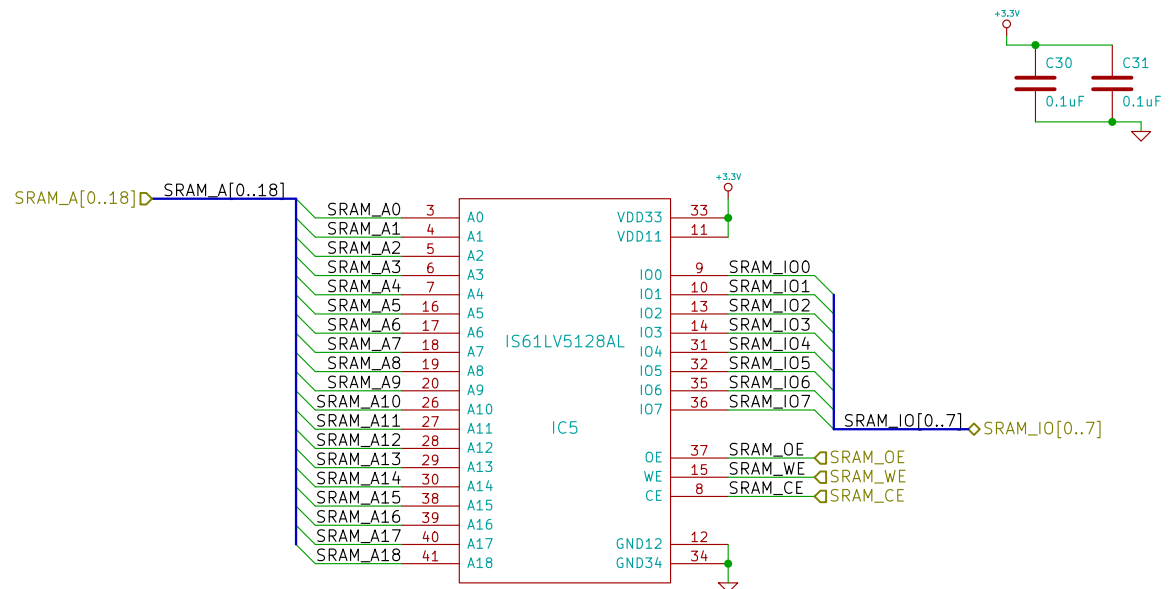 +3.3V
C30
0.1uF
C31
0.1uF
SRAM_A[0..18]
SRAM_A[0..18]
SRAM_A0 3 A0
SRAM_A1 4 A1
SRAM_A2 5 A2
SRAM_A3 6 A3
SRAM_A4 7 A4
SRAM_A5 16 A5
SRAM_A6 17 A6
SRAM_A7 18 A7
SRAM_A8 19 A8
SRAM_A9 20 A9
SRAM_A10 26 A10
SRAM_A11 27 A11
SRAM_A12 28 A12
SRAM_A13 29 A13
SRAM_A14 30 A14
SRAM_A15 38 A15
SRAM_A16 39 A16
SRAM_A17 40 A17
SRAM_A18 41 A18
IS61LV5128AL
IC5
+3.3V
VDD33 33
VDD11 11
IO0 9 SRAM_IO0
IO1 10 SRAM_IO1
IO2 13 SRAM_IO2
IO3 14 SRAM_IO3
IO4 31 SRAM_IO4
IO5 32 SRAM_IO5
IO6 35 SRAM_IO6
IO7 36 SRAM_IO7
SRAM_IO[0..7]
SRAM_IO[0..7]
OE 37 SRAM_OE SRAM_OE
WE 15 SRAM_WE SRAM_WE
CE 8 SRAM_CE SRAM_CE
GND12 12
GND34 34